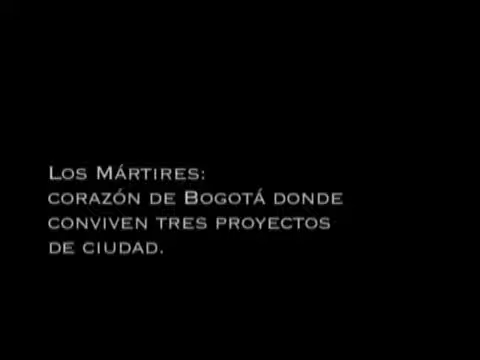 Los Mártires:
corazón de Bogotá donde
conviven tres proyectos
de ciudad.